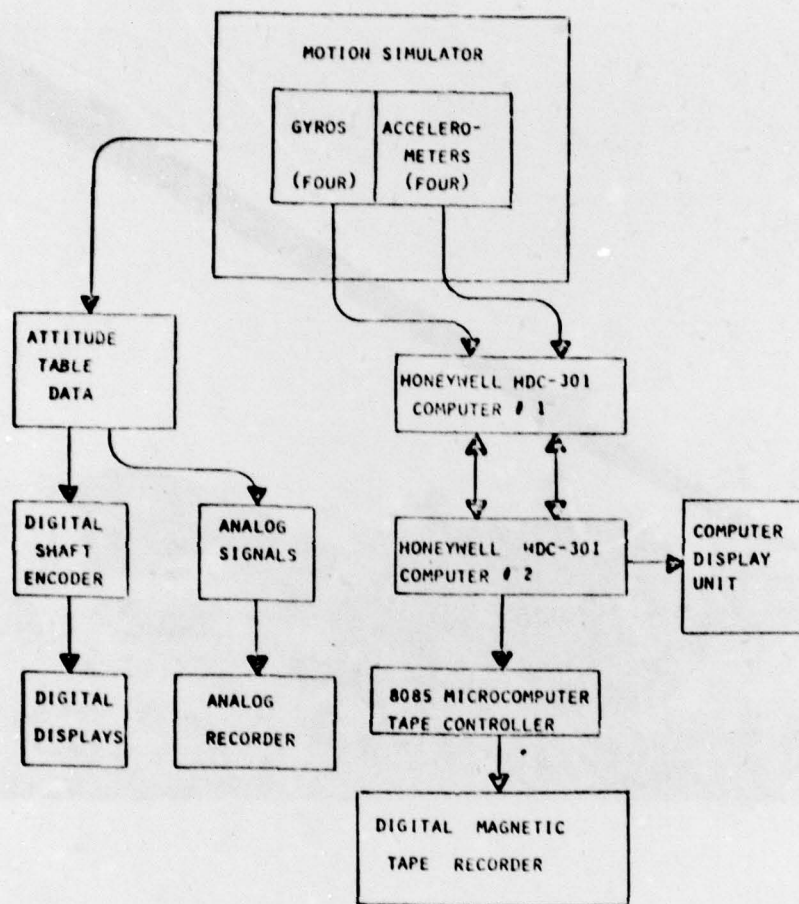 MOTION SIMULATOR
GYROS
(FOUR)
ACCELERO-
METERS
(FOUR)
ATTITUDE
TABLE
DATA
HONEYWELL HDC-301
COMPUTER # 1
DIGITAL
SHAFT
ENCODER
ANALOG
SIGNALS
HONEYWELL HDC-301
COMPUTER # 2
COMPUTER
DISPLAY
UNIT
DIGITAL
DISPLAYS
ANALOG
RECORDER
8085 MICROCOMPUTER
TAPE CONTROLLER
DIGITAL MAGNETIC
TAPE RECORDER